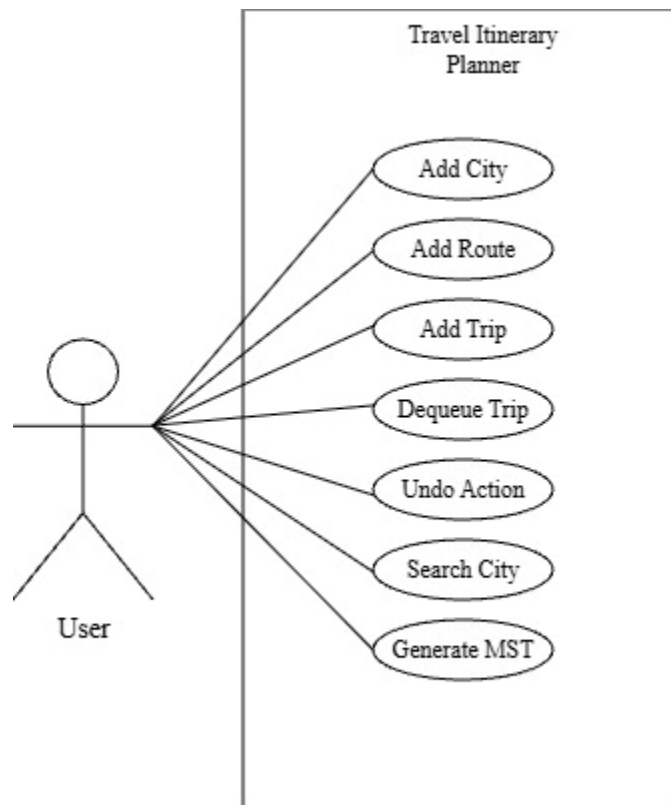 Travel Itinerary
Planner
Add City
Add Route
Add Trip
Dequeue Trip
Undo Action
Search City
Generate MST
User